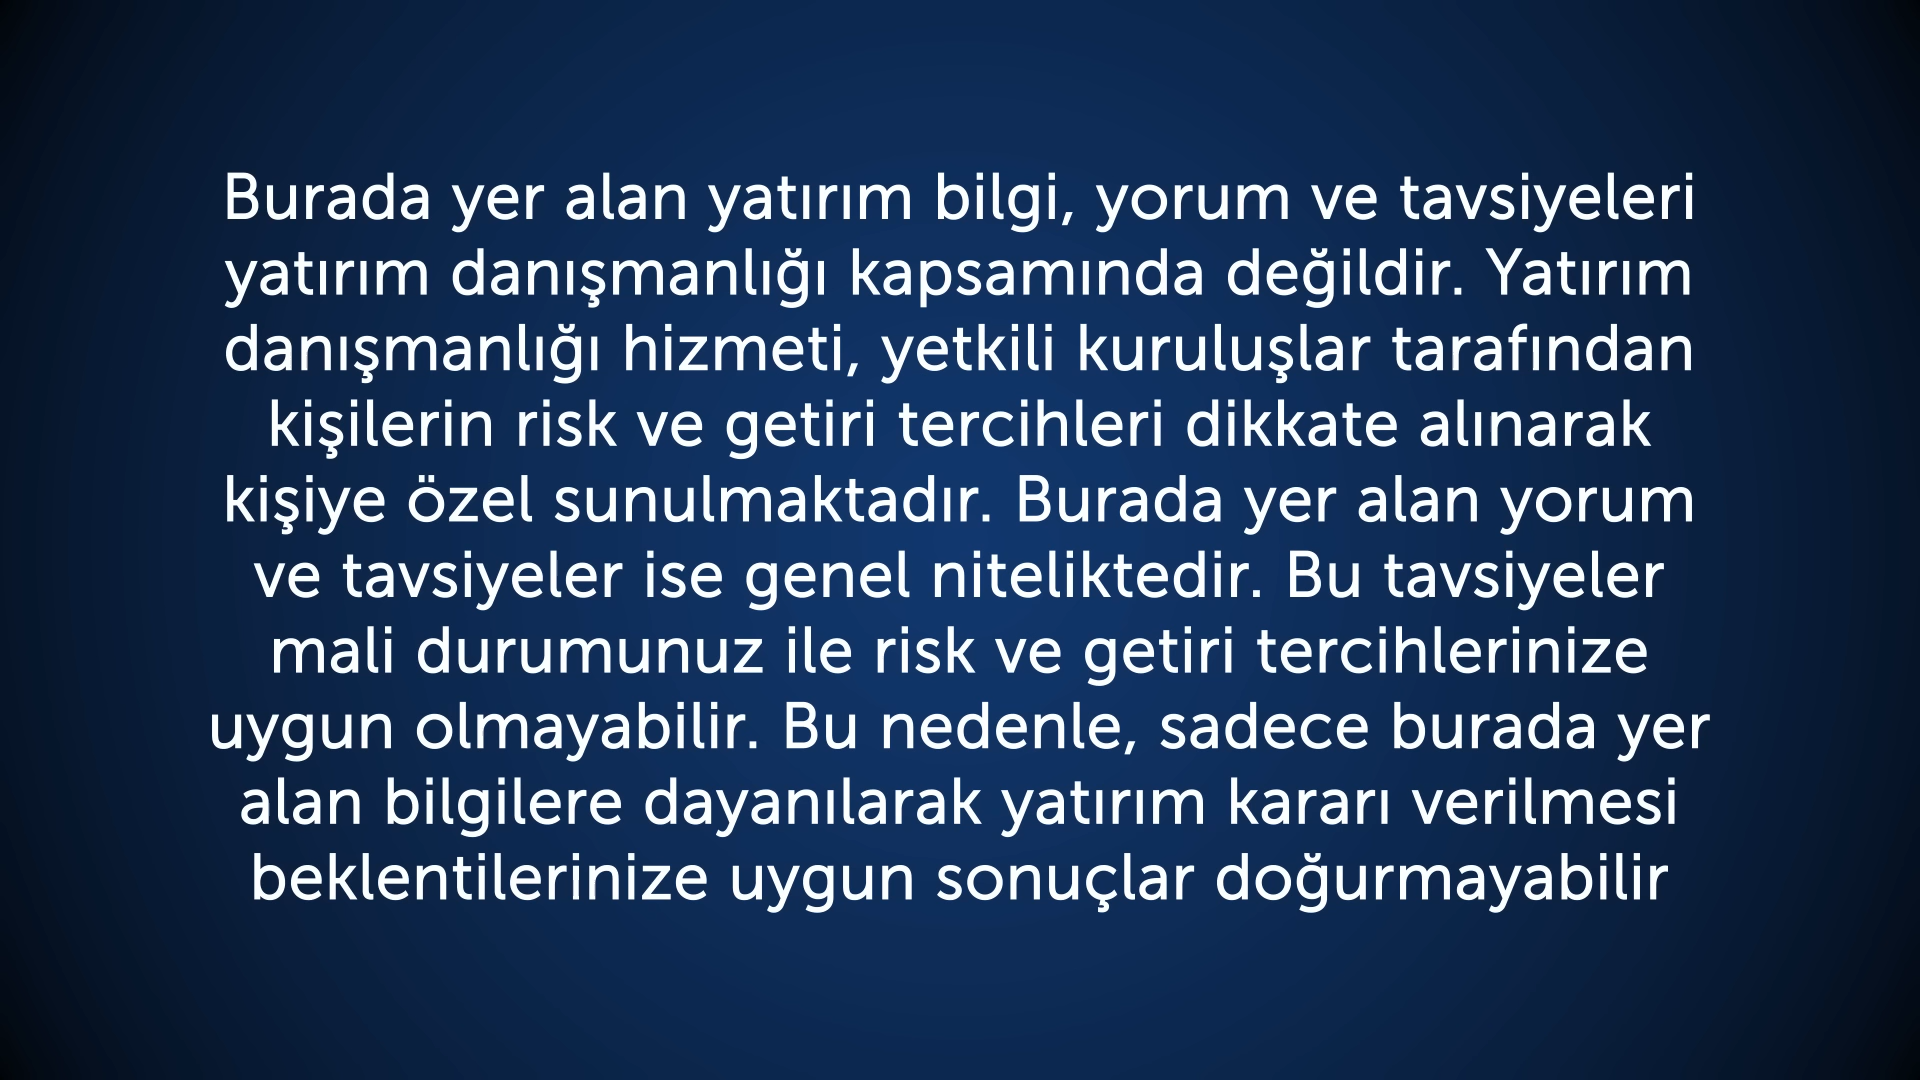 Burada yer alan yatırım bilgi, yorum ve tavsiyeleri
yatırım danışmanlığı kapsamında değildir. Yatırım
danışmanlığı hizmeti, yetkili kuruluşlar tarafından
kişilerin risk ve getiri tercihleri dikkate alınarak
kişiye özel sunulmaktadır. Burada yer alan yorum
ve tavsiyeler ise genel niteliktedir. Bu tavsiyeler
mali durumunuz ile risk ve getiri tercihlerinize
uygun olmayabilir. Bu nedenle, sadece burada yer
alan bilgilere dayanılarak yatırım kararı verilmesi
beklentilerinize uygun sonuçlar doğurmayabilir